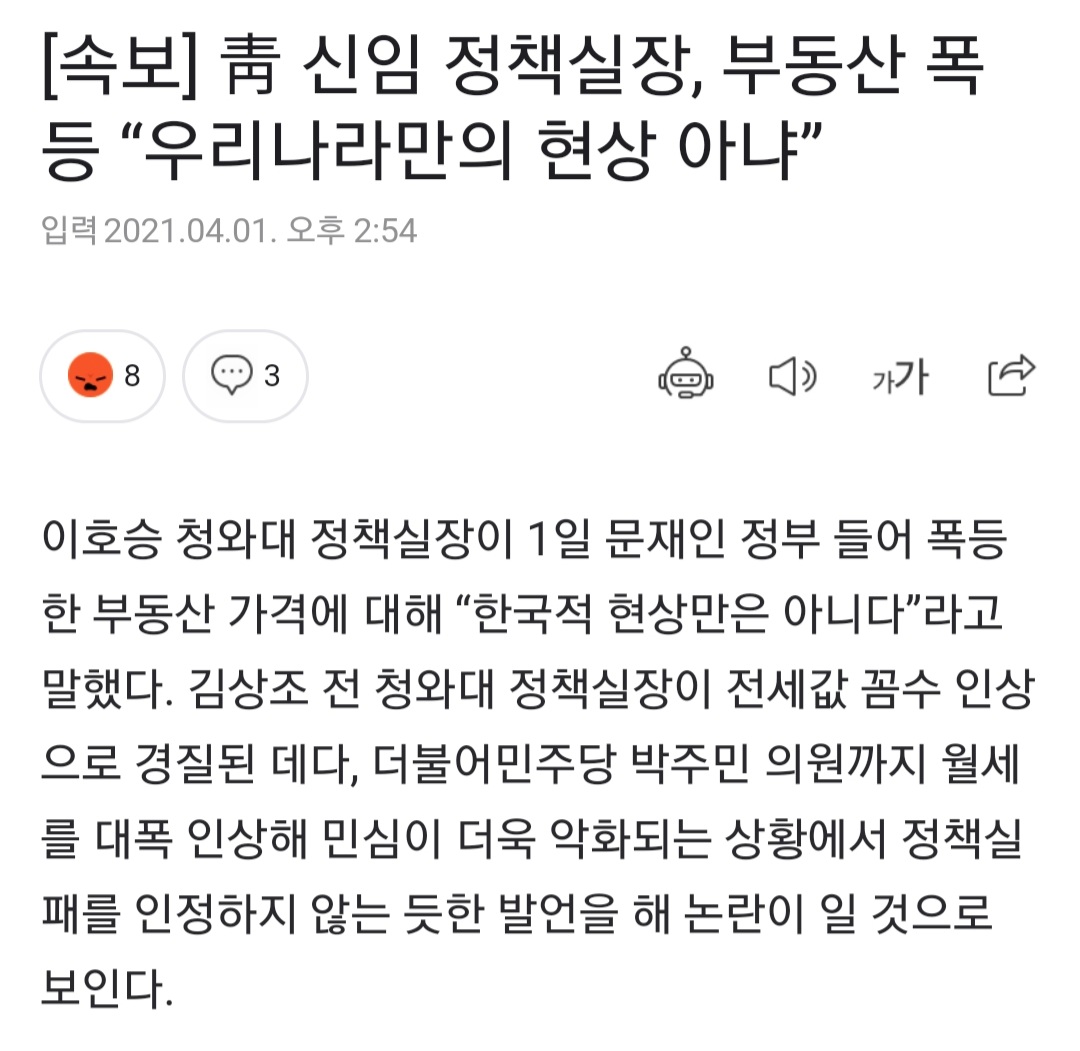 [속보] 靑 신임 정책실장, 부동산 폭
등 “우리나라만의 현상 아냐”
입력 2021.04.01. 오후 2:54
8 3 가가
이호승 청와대 정책실장이 1일 문재인 정부 들어 폭등
한 부동산 가격에 대해 “한국적 현상만은 아니다”라고
말했다. 김상조 전 청와대 정책실장이 전세값 꼼수 인상
으로 경질된 데다, 더불어민주당 박주민 의원까지 월세
를 대폭 인상해 민심이 더욱 악화되는 상황에서 정책실
패를 인정하지 않는 듯한 발언을 해 논란이 일 것으로
보인다.